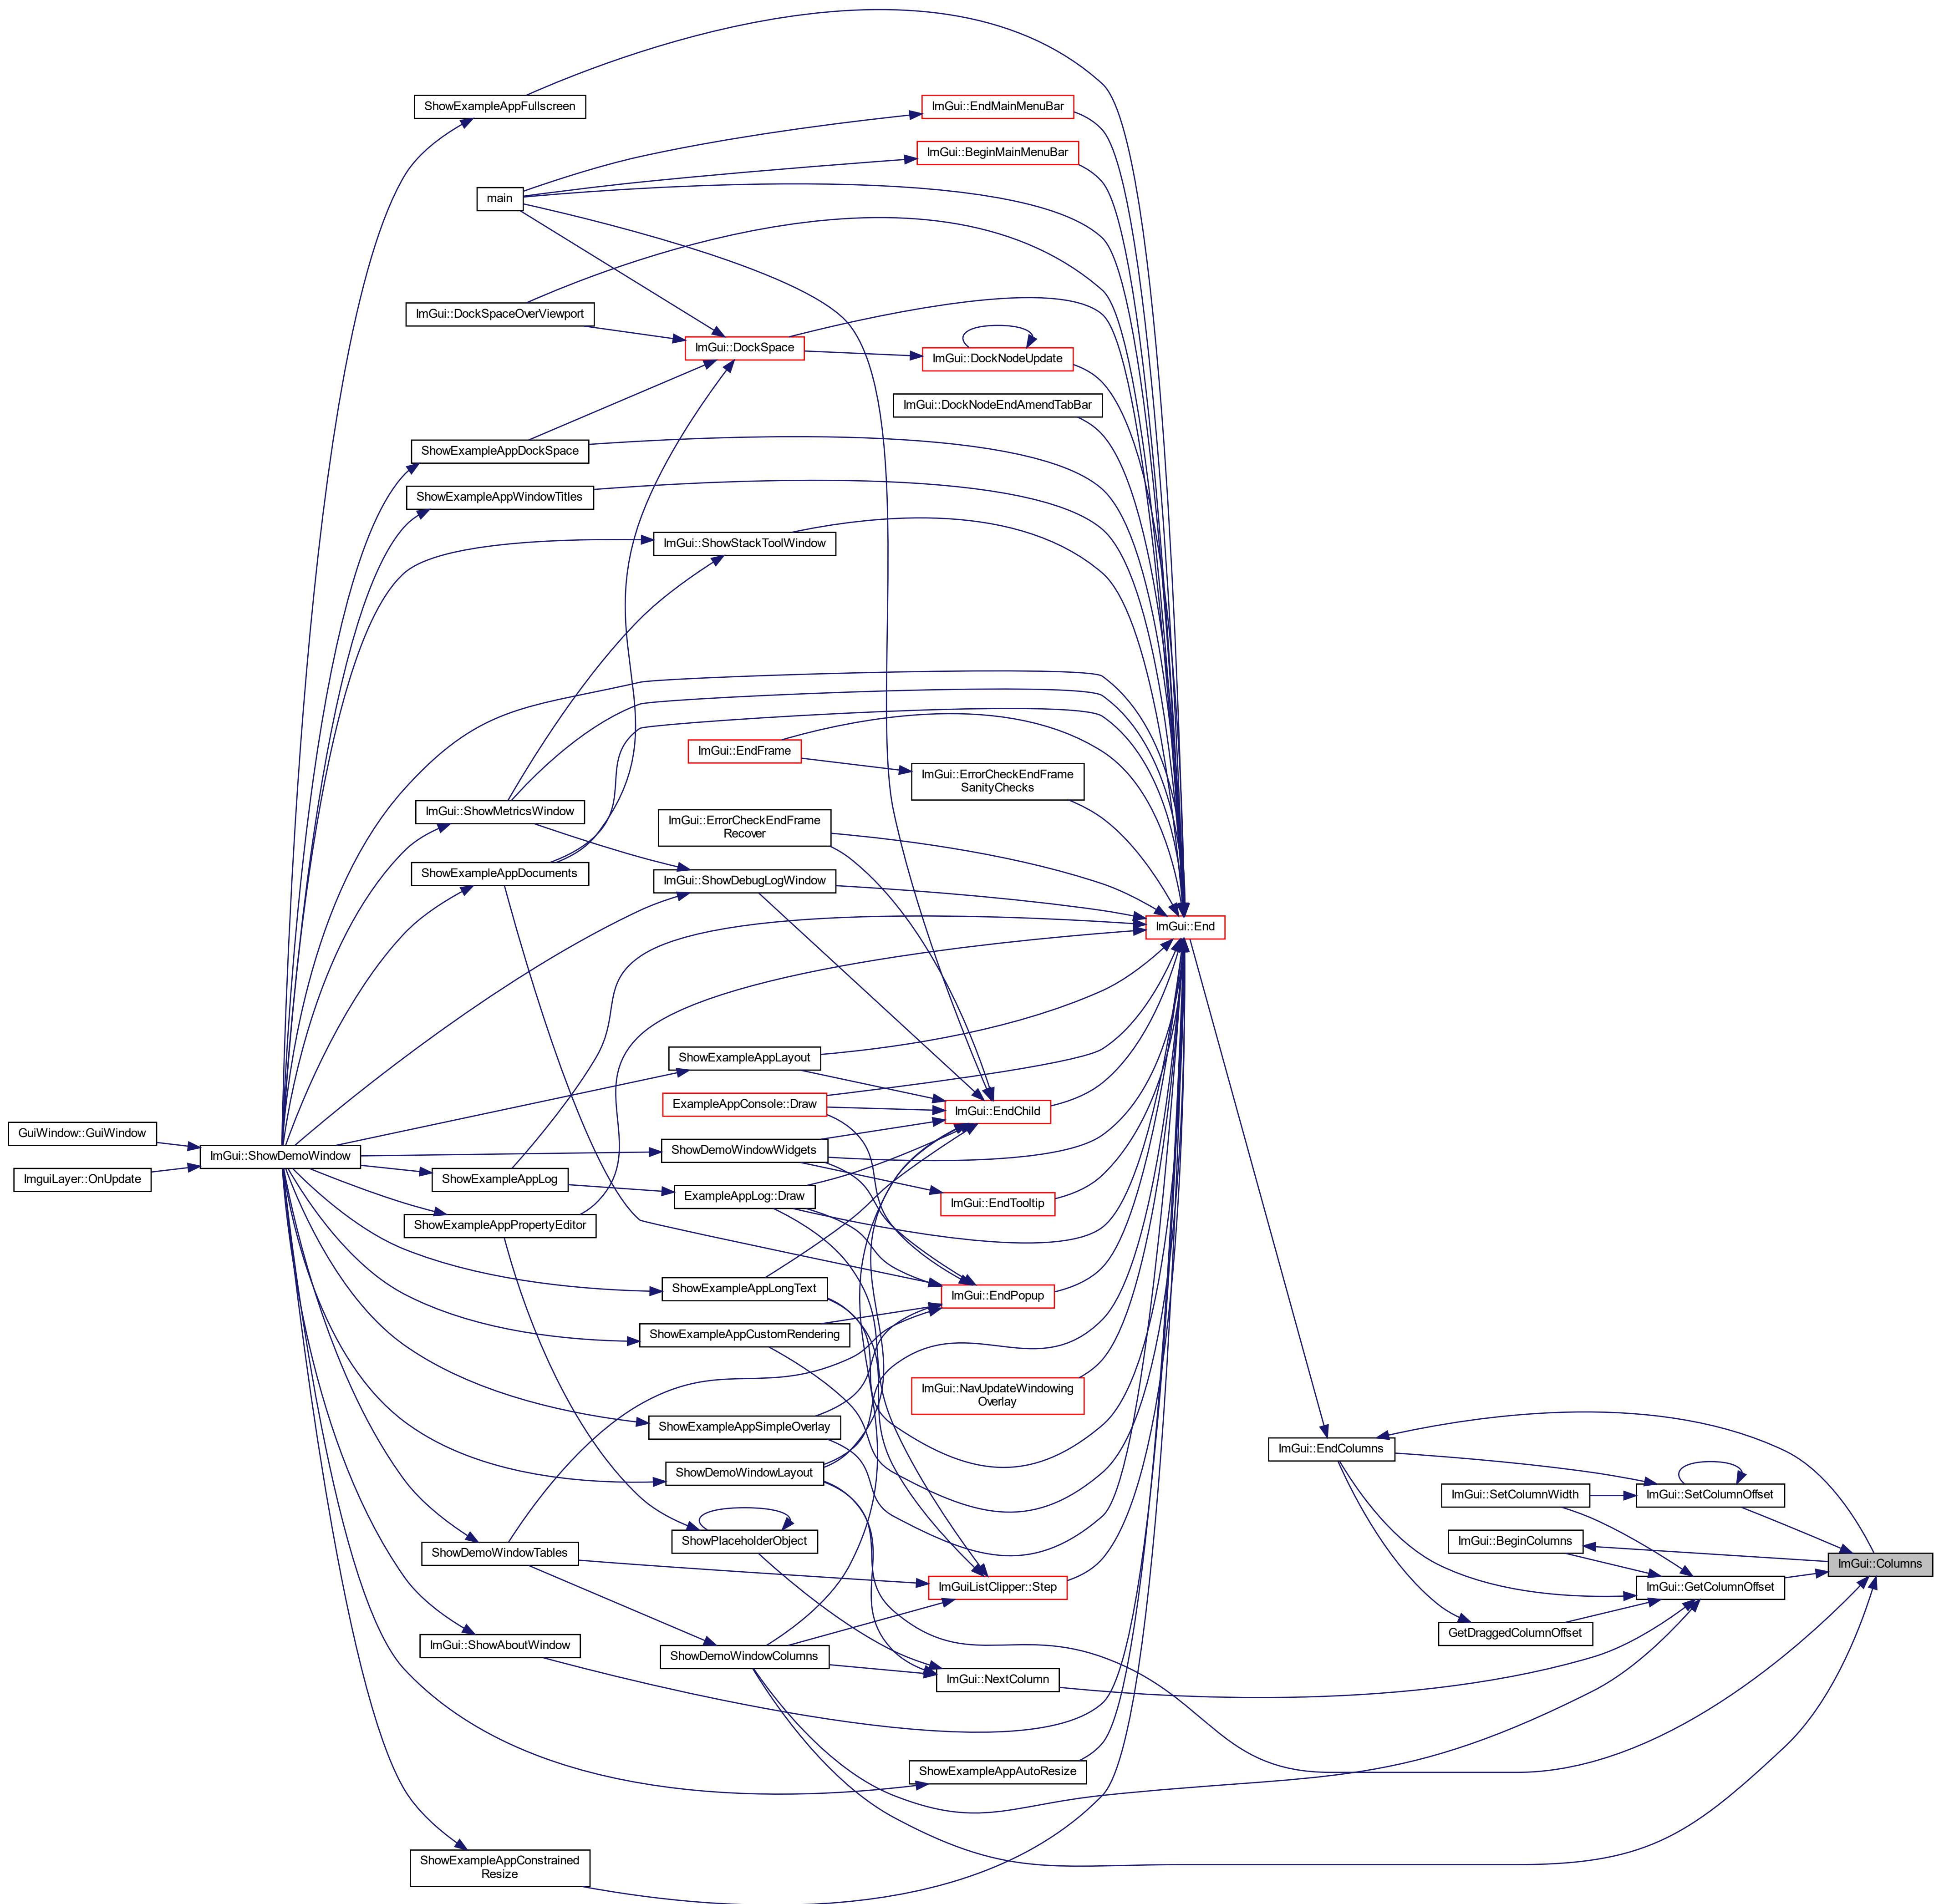 ShowExampleAppFullscreen
ImGui::EndMainMenuBar
ImGui::BeginMainMenuBar
main
ImGui::DockSpaceOverViewport
ImGui::DockSpace
ImGui::DockNodeUpdate
ImGui::DockNodeEndAmendTabBar
ShowExampleAppDockSpace
ShowExampleAppWindowTitles
ImGui::ShowStackToolWindow
ImGui::EndFrame
ImGui::ErrorCheckEndFrame
SanityChecks
ImGui::ShowMetricsWindow
ImGui::ErrorCheckEndFrame
Recover
ShowExampleAppDocuments
ImGui::ShowDebugLogWindow
ImGui::End
ShowExampleAppLayout
ExampleAppConsole::Draw
ImGui::EndChild
GuiWindow::GuiWindow
ImGui::ShowDemoWindow
ShowDemoWindowWidgets
ImguiLayer::OnUpdate
ShowExampleAppLog
ExampleAppLog::Draw
ImGui::EndTooltip
ShowExampleAppPropertyEditor
ShowExampleAppLongText
ImGui::EndPopup
ShowExampleAppCustomRendering
ImGui::NavUpdateWindowing
Overlay
ShowExampleAppSimpleOverlay
ImGui::EndColumns
ShowDemoWindowLayout
ImGui::SetColumnWidth
ImGui::SetColumnOffset
ShowPlaceholderObject
ImGui::BeginColumns
ShowDemoWindowTables
ImGui::Columns
ImGuiListClipper::Step
ImGui::GetColumnOffset
GetDraggedColumnOffset
ImGui::ShowAboutWindow
ShowDemoWindowColumns
ImGui::NextColumn
ShowExampleAppAutoResize
ShowExampleAppConstrained
Resize